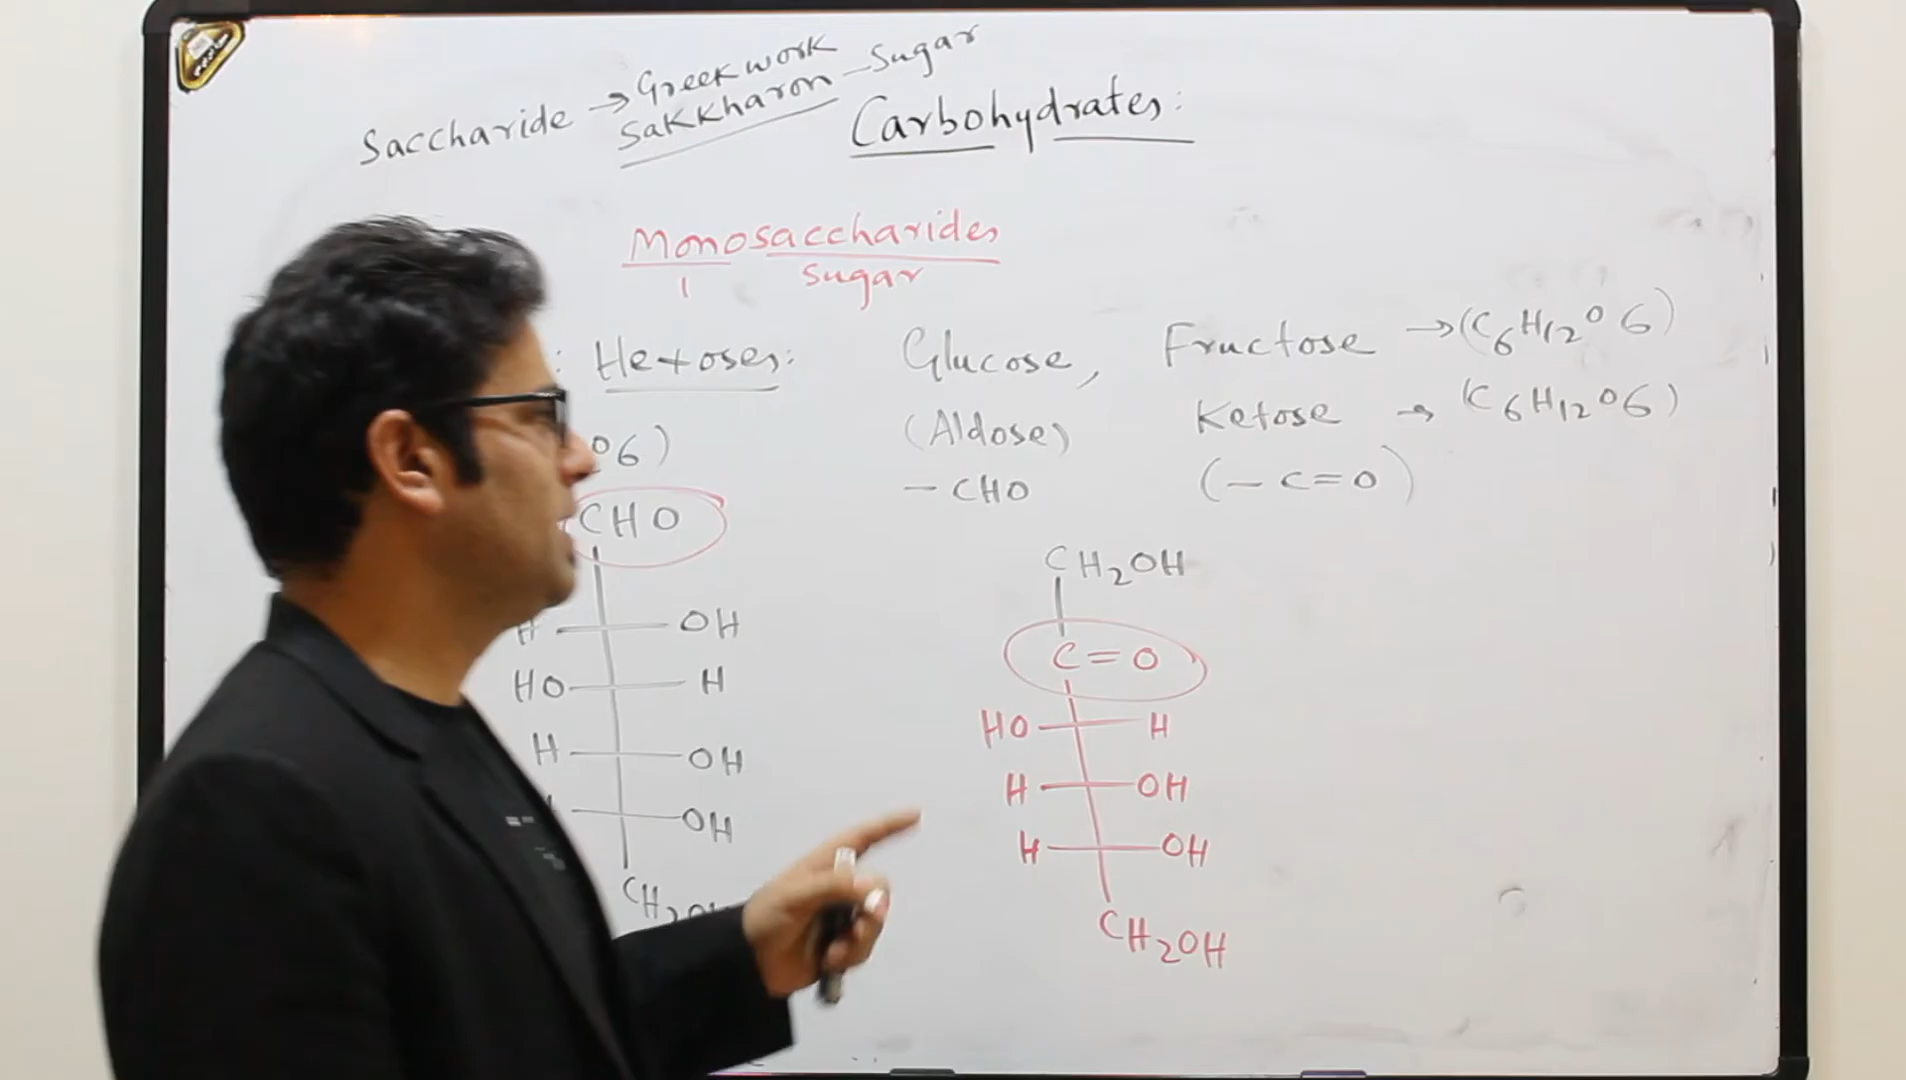 Saccharide → Greek work
Sakkharon - Sugar
Carbohydrates:
Monosaccharides
1 sugar
: Hexoses:
Glucose, Fructose → (C6H12O6)
(Aldose) Ketose → (C6H12O6)
O6)
- CHO (- C=O)
CHO
H OH
HO H
H OH
OH
CH2O
CH2OH
C=O
HO H
H OH
H OH
CH2OH